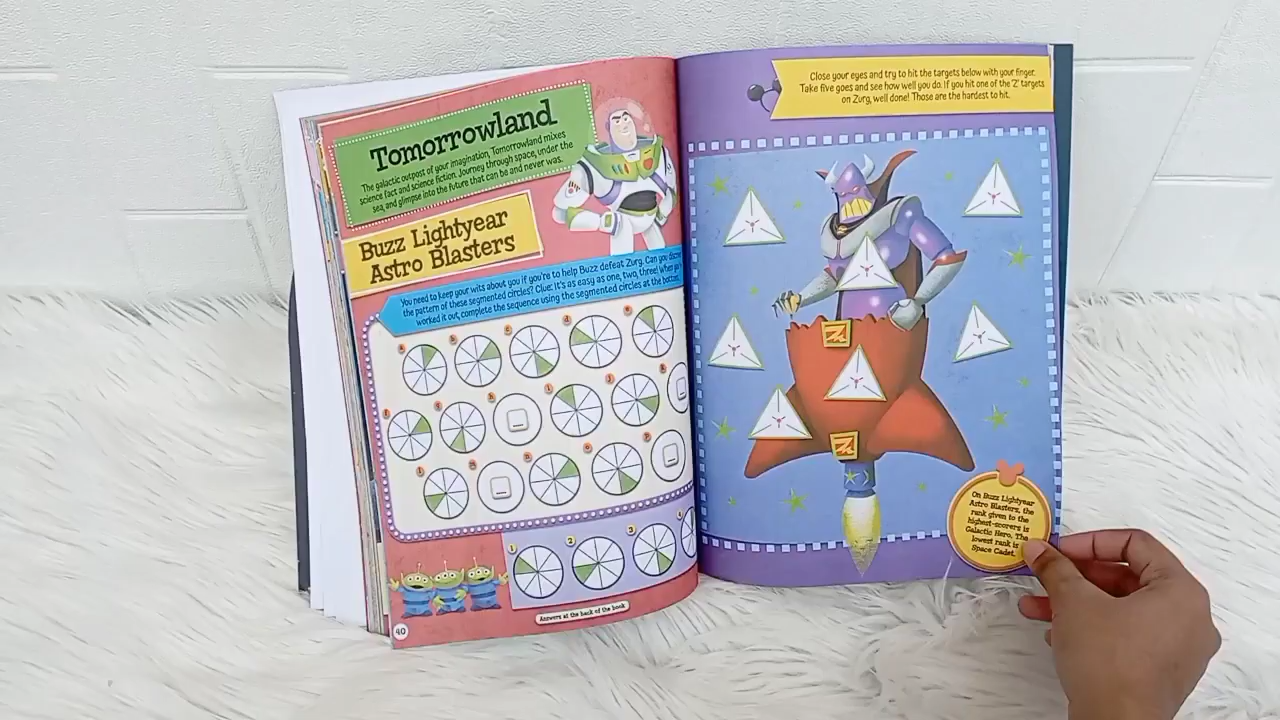 Tomorrowland
The galactic outpost of your imagination, Tomorrowland mixes
science fact and science fiction. Journey through space, under the
sea, and glimpse into the future that can be and never was.
Buzz Lightyear
Astro Blasters
You need to keep your wits about you if you're to help Buzz defeat Zurg. Can you
the pattern of these segmented circles? Clue: It's as easy as one, two, three! When
worked it out, complete the sequence using the segmented circles at the bottom.
1 2 3 4
Answers at the back of the book
40
Close your eyes and try to hit the targets below with your finger.
Take five goes and see how well you do. If you hit one of the 'Z' targets
on Zurg, well done! Those are the hardest to hit.
Z
Z
On Buzz Lightyear
Astro Blasters, the
rank given to the
highest-scorers is
Galactic Hero. The
lowest rank is
Space Cadet.